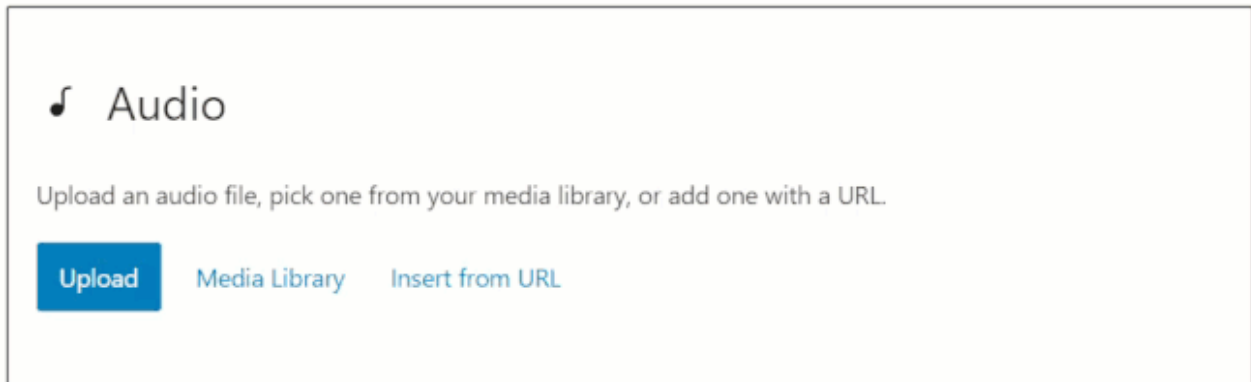 Audio
Upload an audio file, pick one from your media library, or add one with a URL.
Upload Media Library Insert from URL